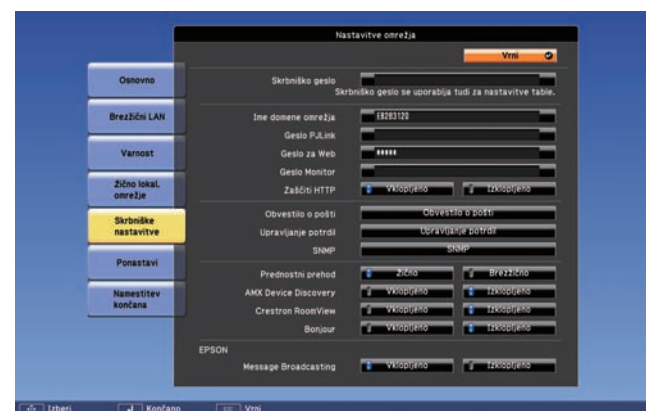 Nastavitve omrežja
Vrni
Osnovno
Brezžični LAN
Varnost
Žično lokal.
omrežje
Skrbniške
nastavitve
Ponastavi
Namestitev
končana
Skrbniško geslo
Skrbniško geslo se uporablja tudi za nastavitve table.
Ime domene omrežja EB283128
Geslo PJLink
Geslo za Web *****
Geslo Monitor
Zaščiti HTTP Vklopljeno Izklopljeno
Obvestilo o pošti Obvestilo o pošti
Upravljanje potrdil Upravljanje potrdil
SNMP SNMP
Prednostni prehod Žično Brezžično
AMX Device Discovery Vklopljeno Izklopljeno
Crestron RoomView Vklopljeno Izklopljeno
Bonjour Vklopljeno Izklopljeno
EPSON
Message Broadcasting Vklopljeno Izklopljeno
Izberi Končano Vrni